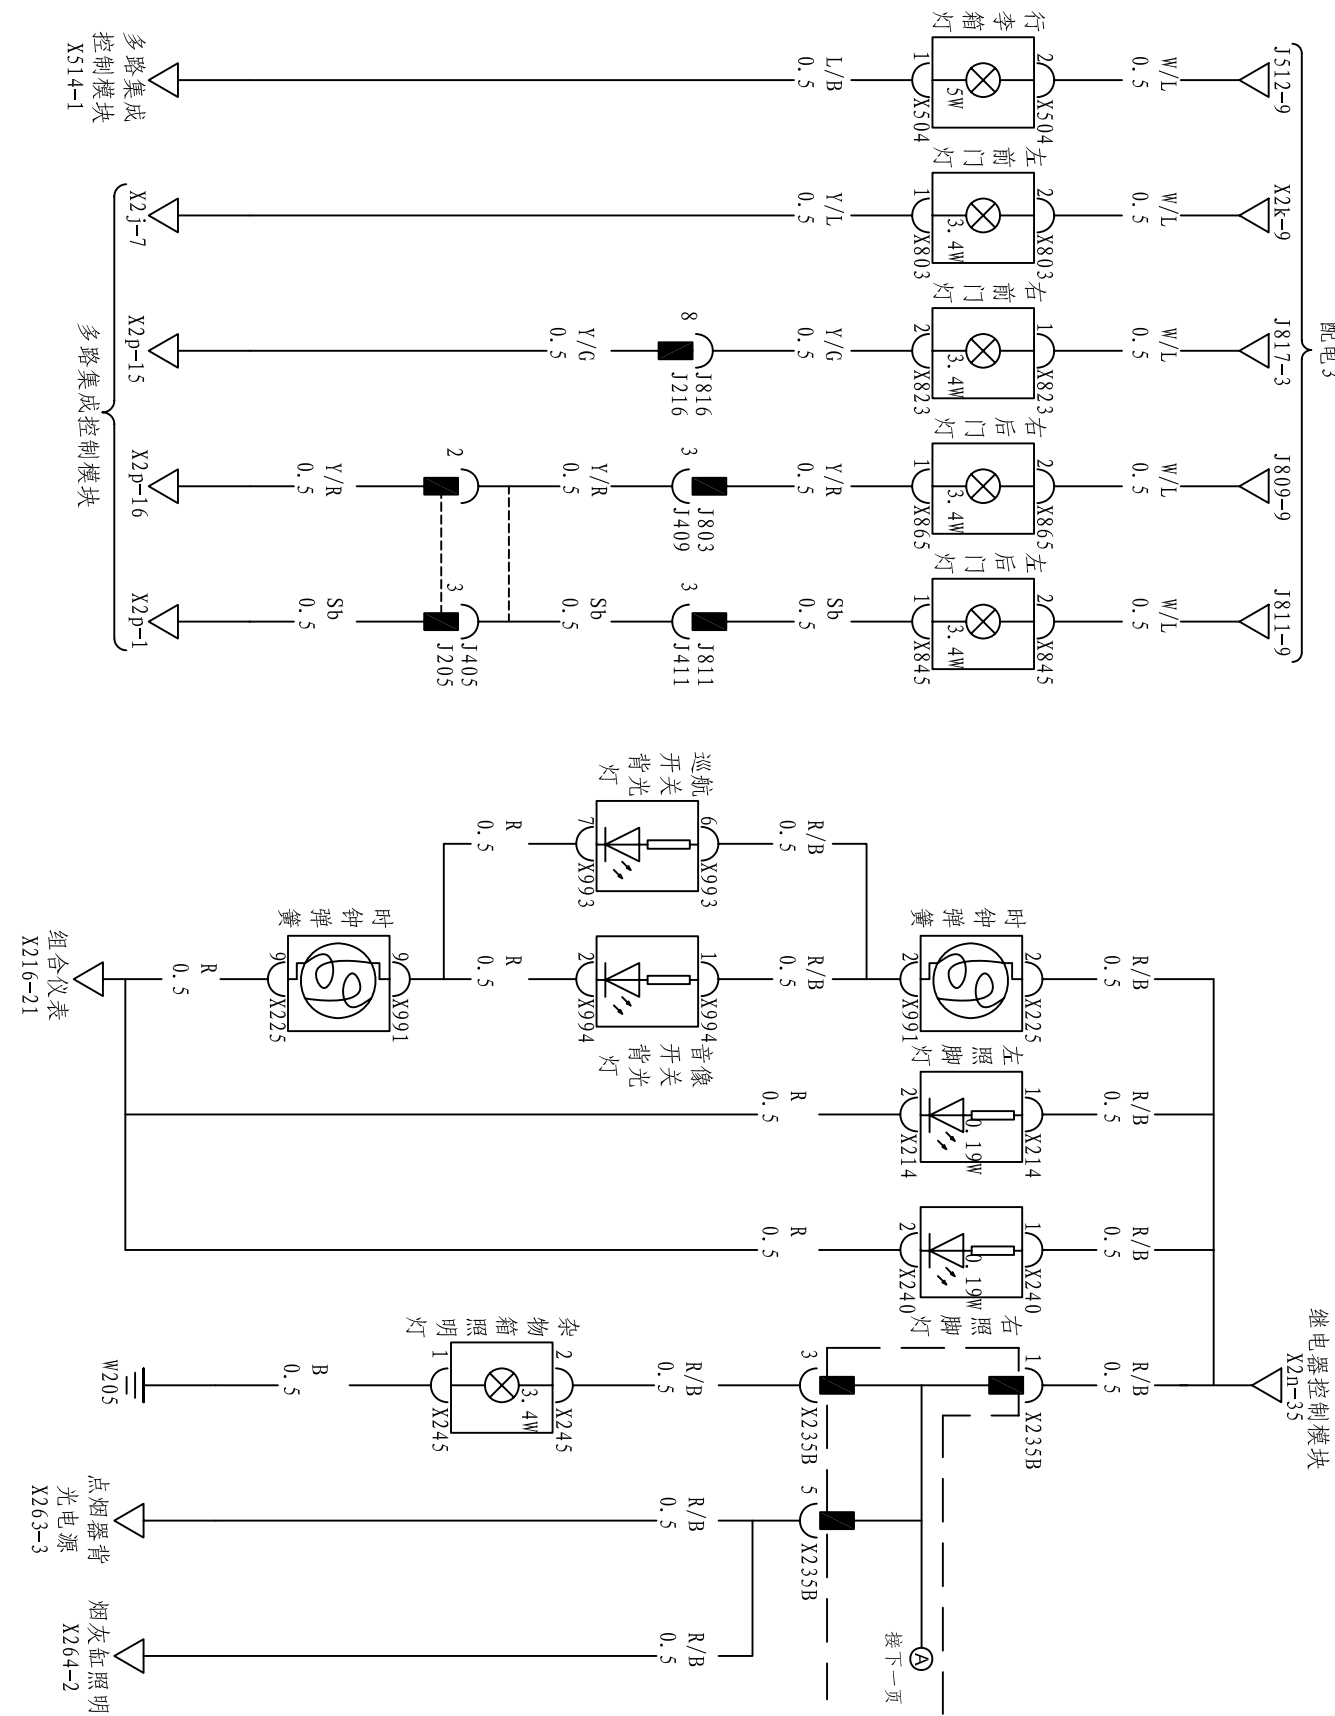 配电3
J512-9
X2k-9
J817-3
J809-9
J811-9
W/L
0.5
W/L
0.5
W/L
0.5
W/L
0.5
W/L
0.5
行李箱灯
2
X504
5W
1
X504
左前门灯
2
X803
3.4W
1
X803
右前门灯
1
X823
3.4W
2
X823
右后门灯
2
X865
3.4W
1
X865
左后门灯
2
X845
3.4W
1
X845
L/B
0.5
Y/L
0.5
Y/G
0.5
Y/R
0.5
Sb
0.5
8
J816
J216
3
J803
J409
3
J811
J411
Y/G
0.5
Y/R
0.5
Sb
0.5
2
3
J405
J205
Y/R
0.5
Sb
0.5
多路集成
控制模块
X514-1
X2j-7
X2p-15
X2p-16
X2p-1
多路集成控制模块
继电器控制模块
X2n-35
R/B
0.5
R/B
0.5
R/B
0.5
R/B
0.5
时钟弹簧
2
X225
2
X991
左照脚灯
1
X214
0.19W
2
X214
1
X240
0.19W
2
X240
右照脚灯
1
X235B
R/B
0.5
R/B
0.5
巡航
开关
背光
灯
6
X993
7
X993
1
X994
2
X994
音像
开关
背光
灯
R
0.5
R
0.5
R
0.5
R
0.5
时钟弹簧
9
X991
9
X225
R
0.5
组合仪表
X216-21
3
X235B
5
X235B
A
接下一页
R/B
0.5
R/B
0.5
R/B
0.5
杂物箱照明灯
2
X245
3.4W
1
X245
B
0.5
W205
点烟器背
光电源
X263-3
烟灰缸照明
X264-2